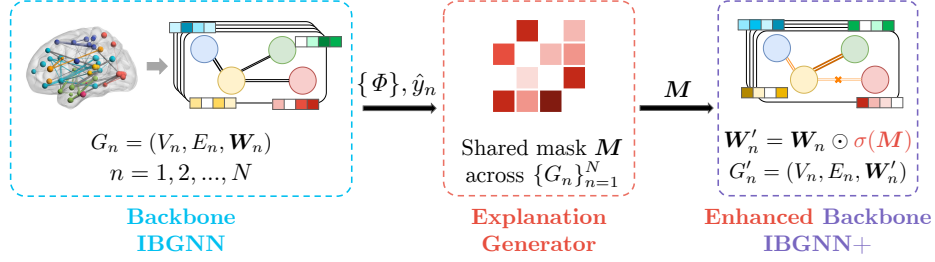 G_n = (V_n, E_n, W_n)
n = 1, 2, ..., N
Backbone
IBGNN
{Φ}, ŷ_n
Shared mask M
across {G_n}_{n=1}^N
Explanation
Generator
M
W'_n = W_n ⊙ σ(M)
G'_n = (V_n, E_n, W'_n)
Enhanced Backbone
IBGNN+